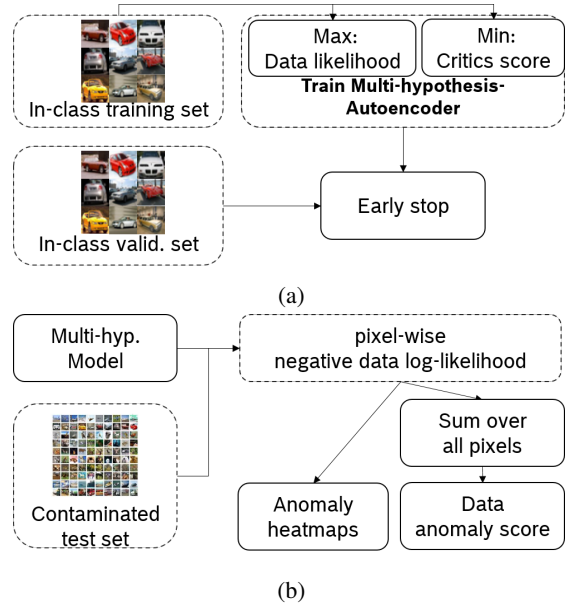 In-class training set
Max:
Data likelihood
Min:
Critics score
Train Multi-hypothesis-
Autoencoder
In-class valid. set
Early stop
(a)
Multi-hyp.
Model
pixel-wise
negative data log-likelihood
Contaminated
test set
Sum over
all pixels
Anomaly
heatmaps
Data
anomaly score
(b)